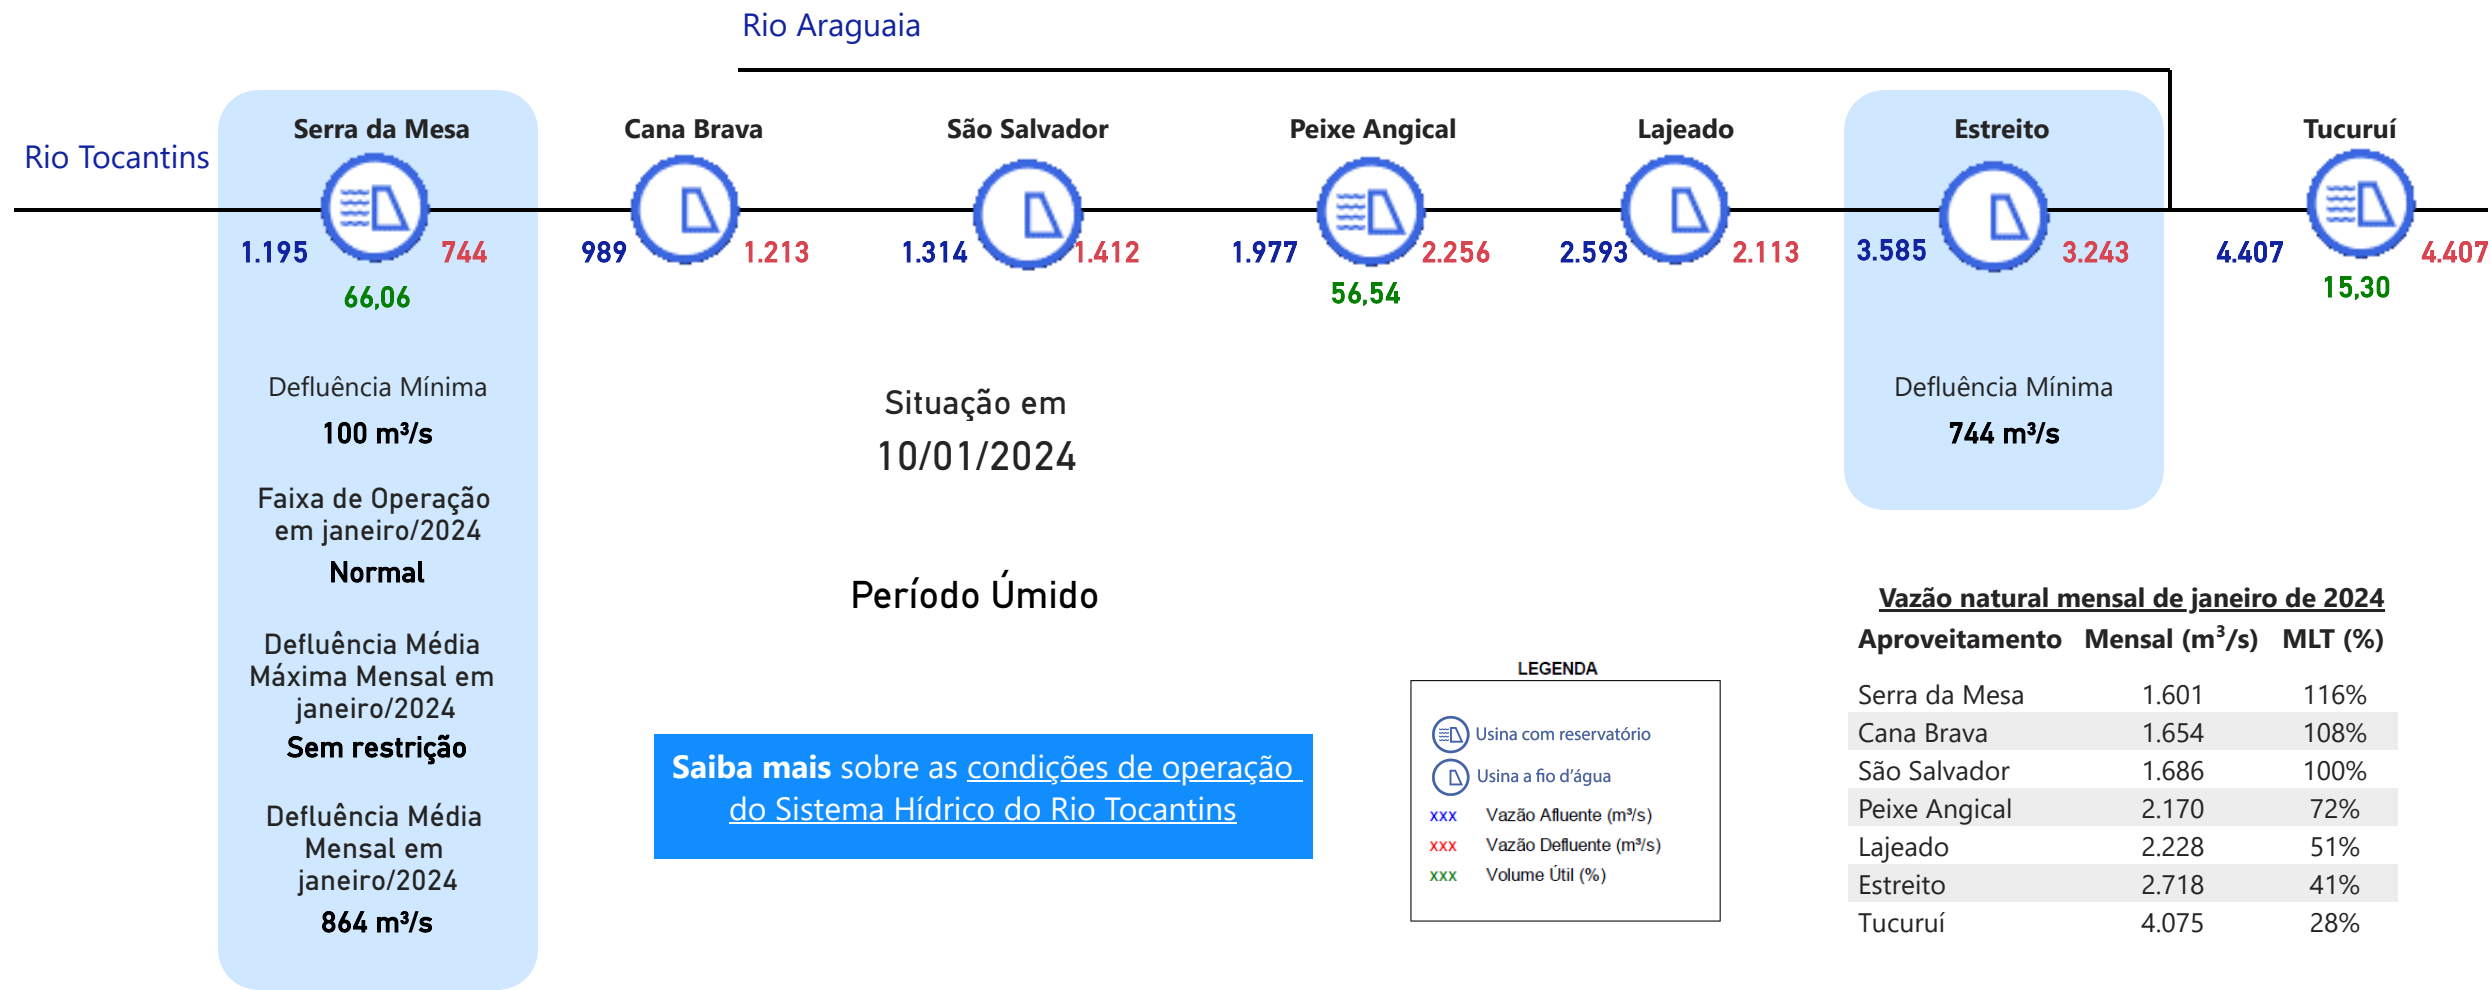 Rio Araguaia
Rio Tocantins
Serra da Mesa
Cana Brava
São Salvador
Peixe Angical
Lajeado
Estreito
Tucuruí
1.195 744
989 1.213
1.314 1.412
1.977 2.256
2.593 2.113
3.585 3.243
4.407 4.407
66,06
56,54
15,30
Defluência Mínima
100 m³/s
Faixa de Operação
em janeiro/2024
Normal
Defluência Média
Máxima Mensal em
janeiro/2024
Sem restrição
Defluência Média
Mensal em
janeiro/2024
864 m³/s
Situação em
10/01/2024
Período Úmido
Saiba mais sobre as condições de operação
do Sistema Hídrico do Rio Tocantins
Defluência Mínima
744 m³/s
LEGENDA
Usina com reservatório
Usina a fio d'água
xxx Vazão Afluente (m³/s)
xxx Vazão Defluente (m³/s)
xxx Volume Útil (%)
Vazão natural mensal de janeiro de 2024
Aproveitamento Mensal (m³/s) MLT (%)
Serra da Mesa 1.601 116%
Cana Brava 1.654 108%
São Salvador 1.686 100%
Peixe Angical 2.170 72%
Lajeado 2.228 51%
Estreito 2.718 41%
Tucuruí 4.075 28%